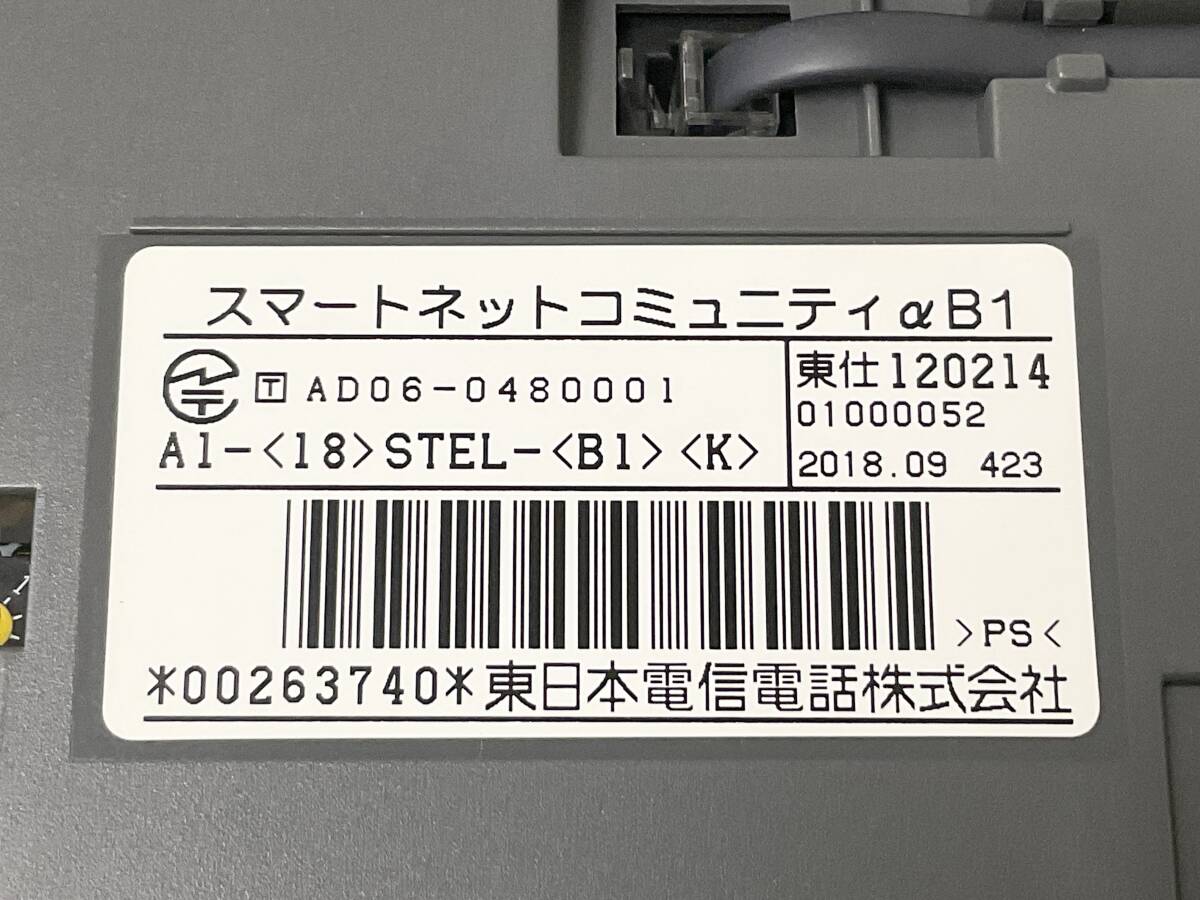 スマートネットコミュニティαB1
T AD06-0480001
A1-<18>STEL-<B1><K>
東仕120214
01000052
2018.09 423
>PS<
*00263740*東日本電信電話株式会社